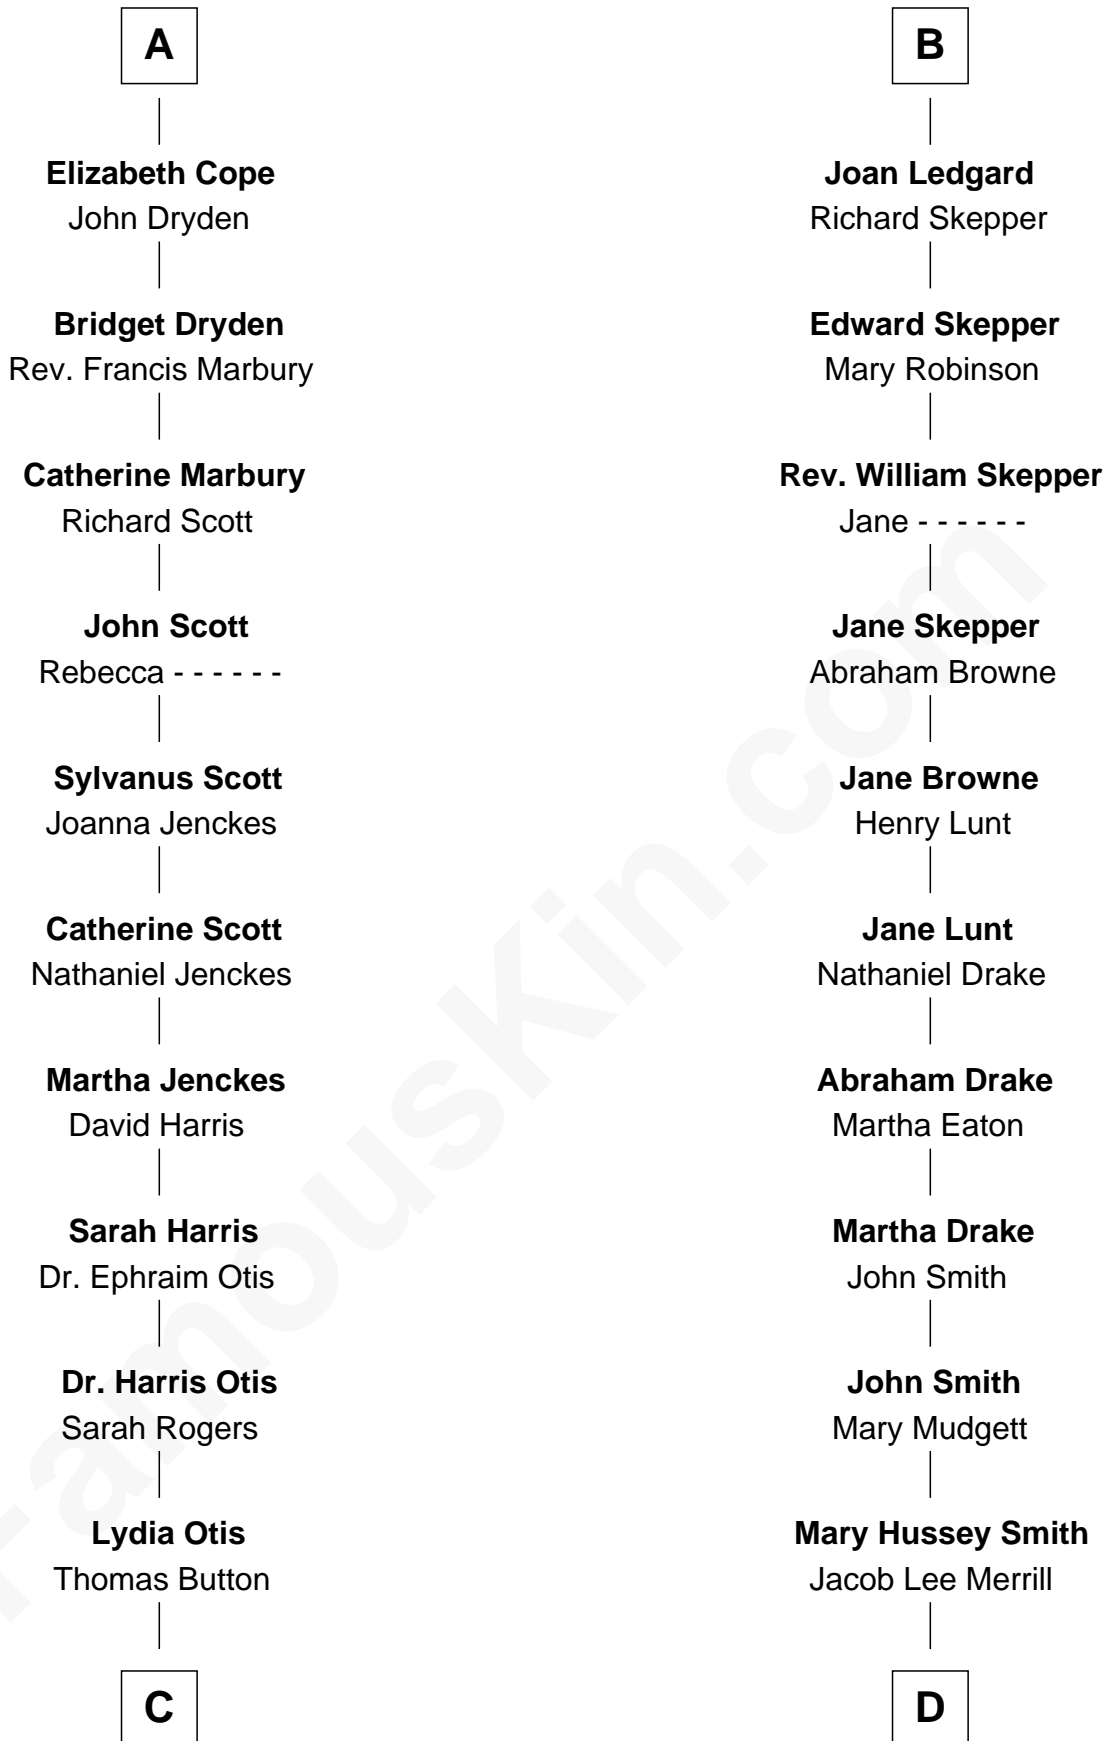 A
Elizabeth Cope
John Dryden
Bridget Dryden
Rev. Francis Marbury
Catherine Marbury
Richard Scott
John Scott
Rebecca - - - - - -
Sylvanus Scott
Joanna Jenckes
Catherine Scott
Nathaniel Jenckes
Martha Jenckes
David Harris
Sarah Harris
Dr. Ephraim Otis
Dr. Harris Otis
Sarah Rogers
Lydia Otis
Thomas Button
C
B
Joan Ledgard
Richard Skepper
Edward Skepper
Mary Robinson
Rev. William Skepper
Jane - - - - - -
Jane Skepper
Abraham Browne
Jane Browne
Henry Lunt
Jane Lunt
Nathaniel Drake
Abraham Drake
Martha Eaton
Martha Drake
John Smith
John Smith
Mary Mudgett
Mary Hussey Smith
Jacob Lee Merrill
D
FamousKin.com